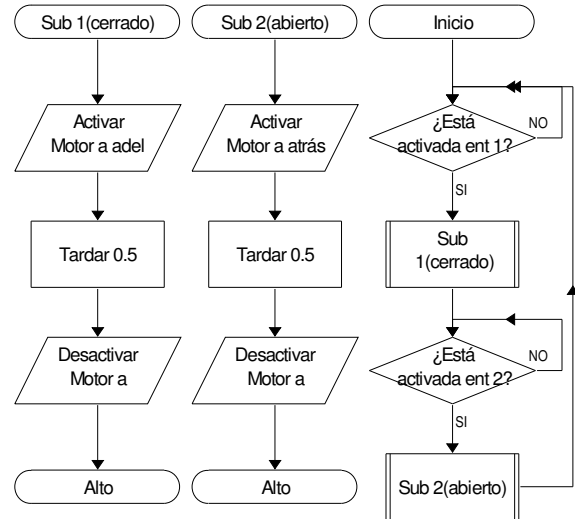 Sub 1(cerrado)
Activar
Motor a adel
Tardar 0.5
Desactivar
Motor a
Alto
Sub 2(abierto)
Activar
Motor a atrás
Tardar 0.5
Desactivar
Motor a
Alto
Inicio
¿Está
activada ent 1?
NO
SI
Sub
1(cerrado)
¿Está
activada ent 2?
NO
SI
Sub 2(abierto)